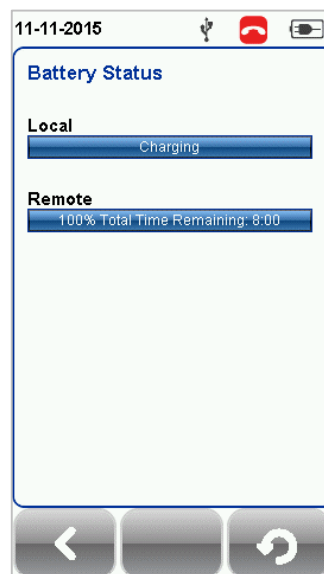 11-11-2015
Battery Status
Local
Charging
Remote
100% Total Time Remaining: 8:00